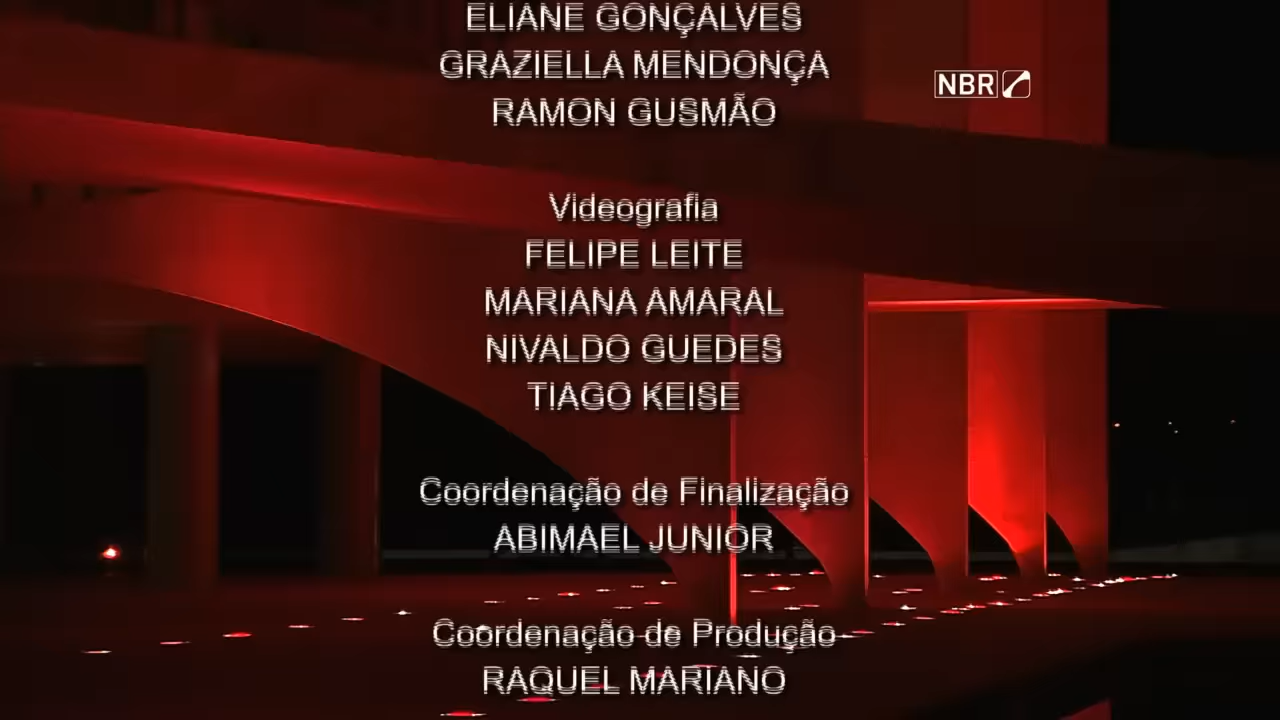 ELIANE GONÇALVES
GRAZIELLA MENDONÇA
NBR
RAMON GUSMÃO
Videografia
FELIPE LEITE
MARIANA AMARAL
NIVALDO GUEDES
TIAGO KEISE
Coordenação de Finalização
ABIMAEL JUNIOR
Coordenação de Produção
RAQUEL MARIANO